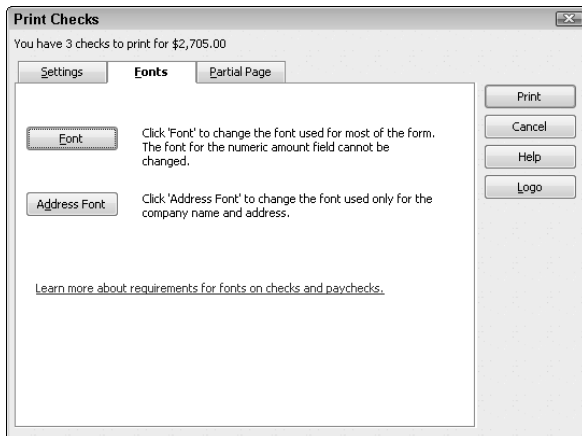 Print Checks
You have 3 checks to print for $2,705.00
Settings
Fonts
Partial Page
Print
Cancel
Help
Logo
Font
Click 'Font' to change the font used for most of the form.
The font for the numeric amount field cannot be
changed.
Address Font
Click 'Address Font' to change the font used only for the
company name and address.
Learn more about requirements for fonts on checks and paychecks.